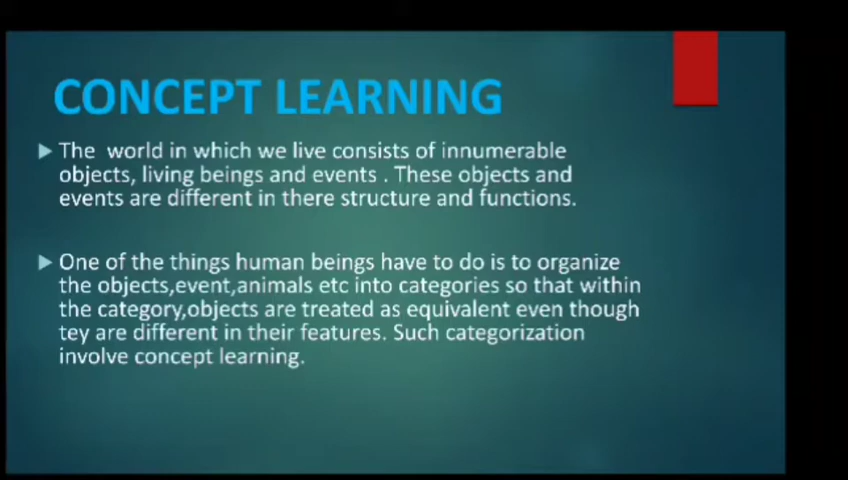 CONCEPT LEARNING
The world in which we live consists of innumerable
objects, living beings and events . These objects and
events are different in there structure and functions.
One of the things human beings have to do is to organize
the objects,event,animals etc into categories so that within
the category,objects are treated as equivalent even though
tey are different in their features. Such categorization
involve concept learning.